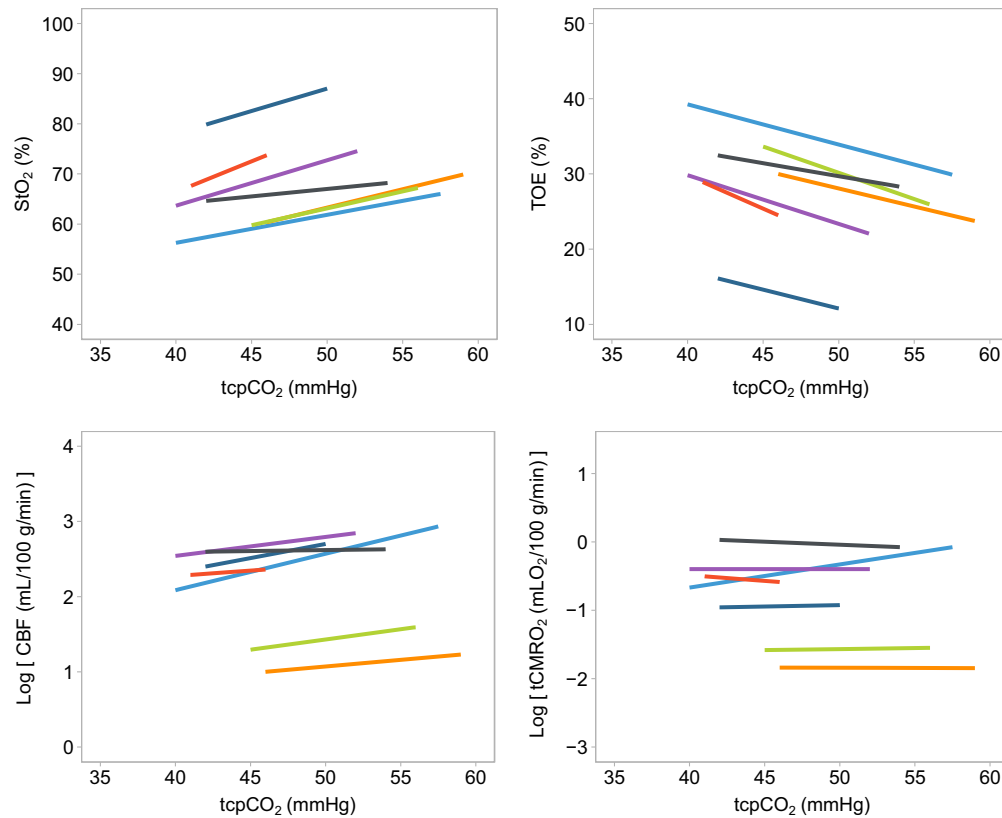 StO₂ (%)
100
90
80
70
60
50
40
35 40 45 50 55 60
tcpCO₂ (mmHg)
TOE (%)
50
40
30
20
10
35 40 45 50 55 60
tcpCO₂ (mmHg)
Log [ CBF (mL/100 g/min) ]
4
3
2
1
0
35 40 45 50 55 60
tcpCO₂ (mmHg)
Log [ tCMRO₂ (mLO₂/100 g/min) ]
1
0
−1
−2
−3
35 40 45 50 55 60
tcpCO₂ (mmHg)